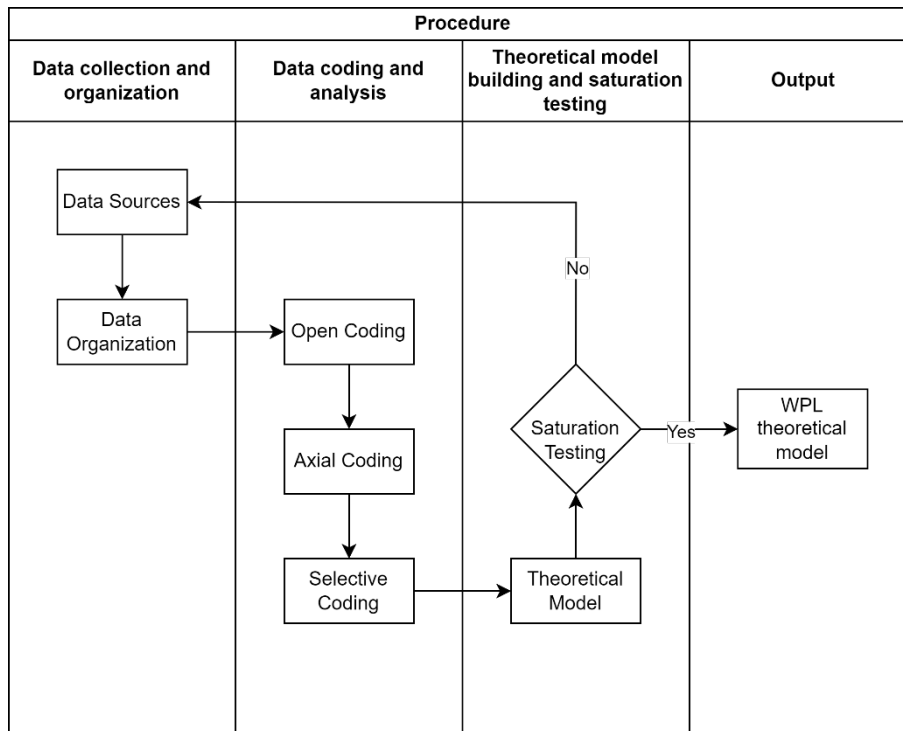 Procedure
Data collection and
organization
Data coding and
analysis
Theoretical model
building and saturation
testing
Output
Data Sources
Data
Organization
Open Coding
Axial Coding
Selective
Coding
Theoretical
Model
Saturation
Testing
No
Yes
WPL
theoretical
model